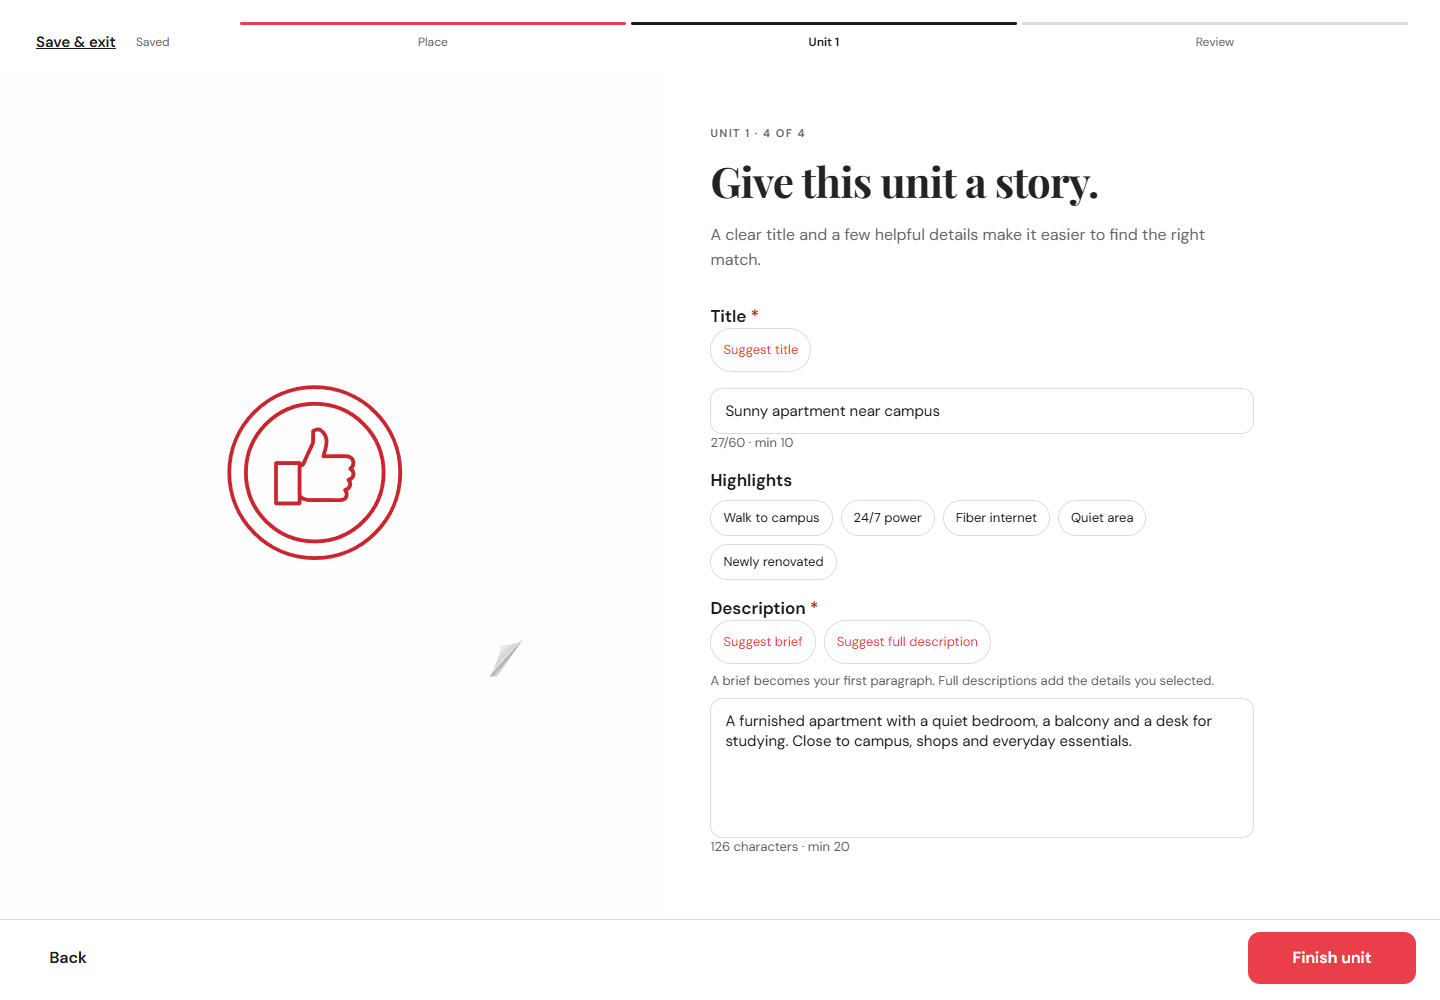 Save & exit
Saved
Place
Unit 1
Review
UNIT 1 · 4 OF 4
Give this unit a story.
A clear title and a few helpful details make it easier to find the right
match.
Title *
Suggest title
Sunny apartment near campus
27/60 · min 10
Highlights
Walk to campus
24/7 power
Fiber internet
Quiet area
Newly renovated
Description *
Suggest brief
Suggest full description
A brief becomes your first paragraph. Full descriptions add the details you selected.
A furnished apartment with a quiet bedroom, a balcony and a desk for
studying. Close to campus, shops and everyday essentials.
126 characters · min 20
Back
Finish unit